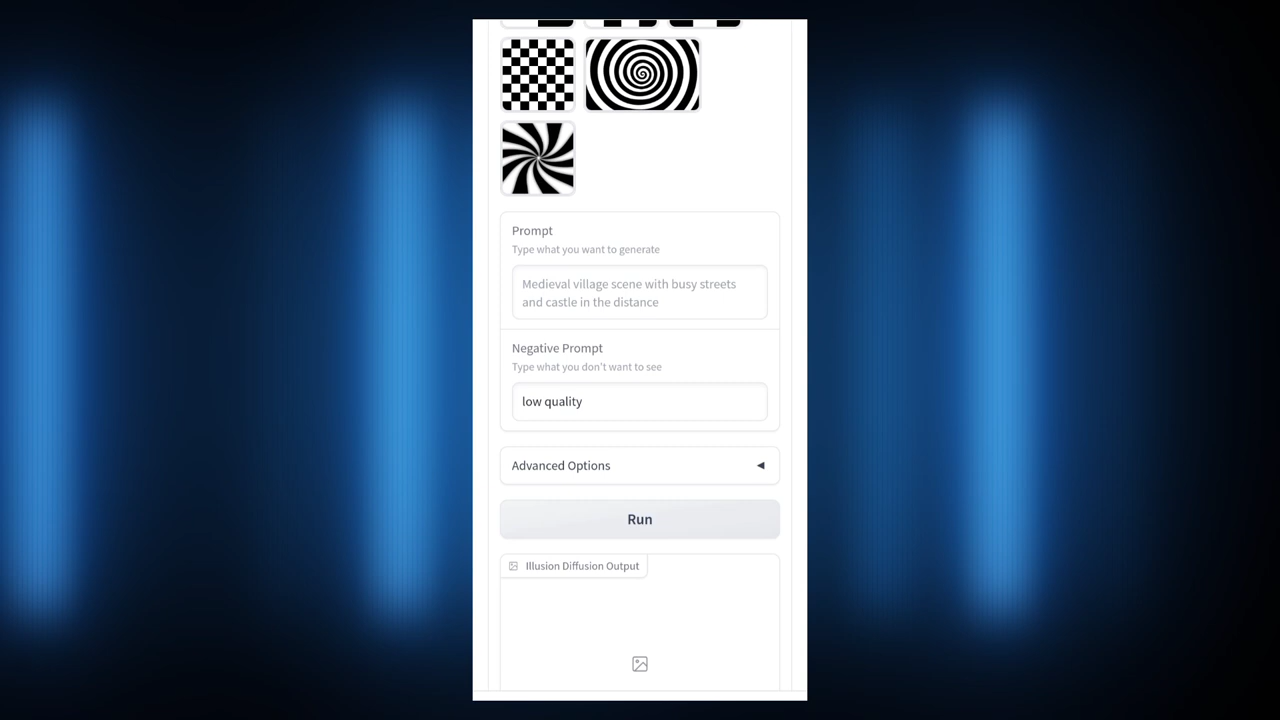 Prompt
Type what you want to generate
Medieval village scene with busy streets
and castle in the distance
Negative Prompt
Type what you don't want to see
low quality
Advanced Options
Run
Illusion Diffusion Output